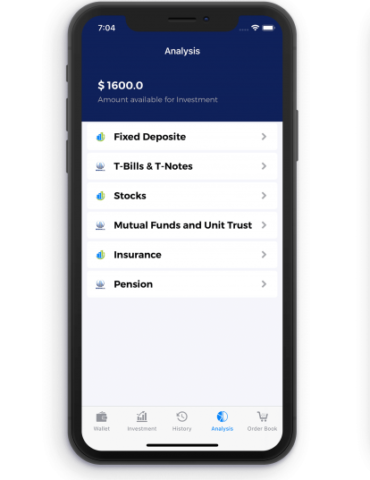 7:04
Analysis
$ 1600.0
Amount available for Investment
Fixed Deposite
T-Bills & T-Notes
Stocks
Mutual Funds and Unit Trust
Insurance
Pension
Wallet Investment History Analysis Order Book